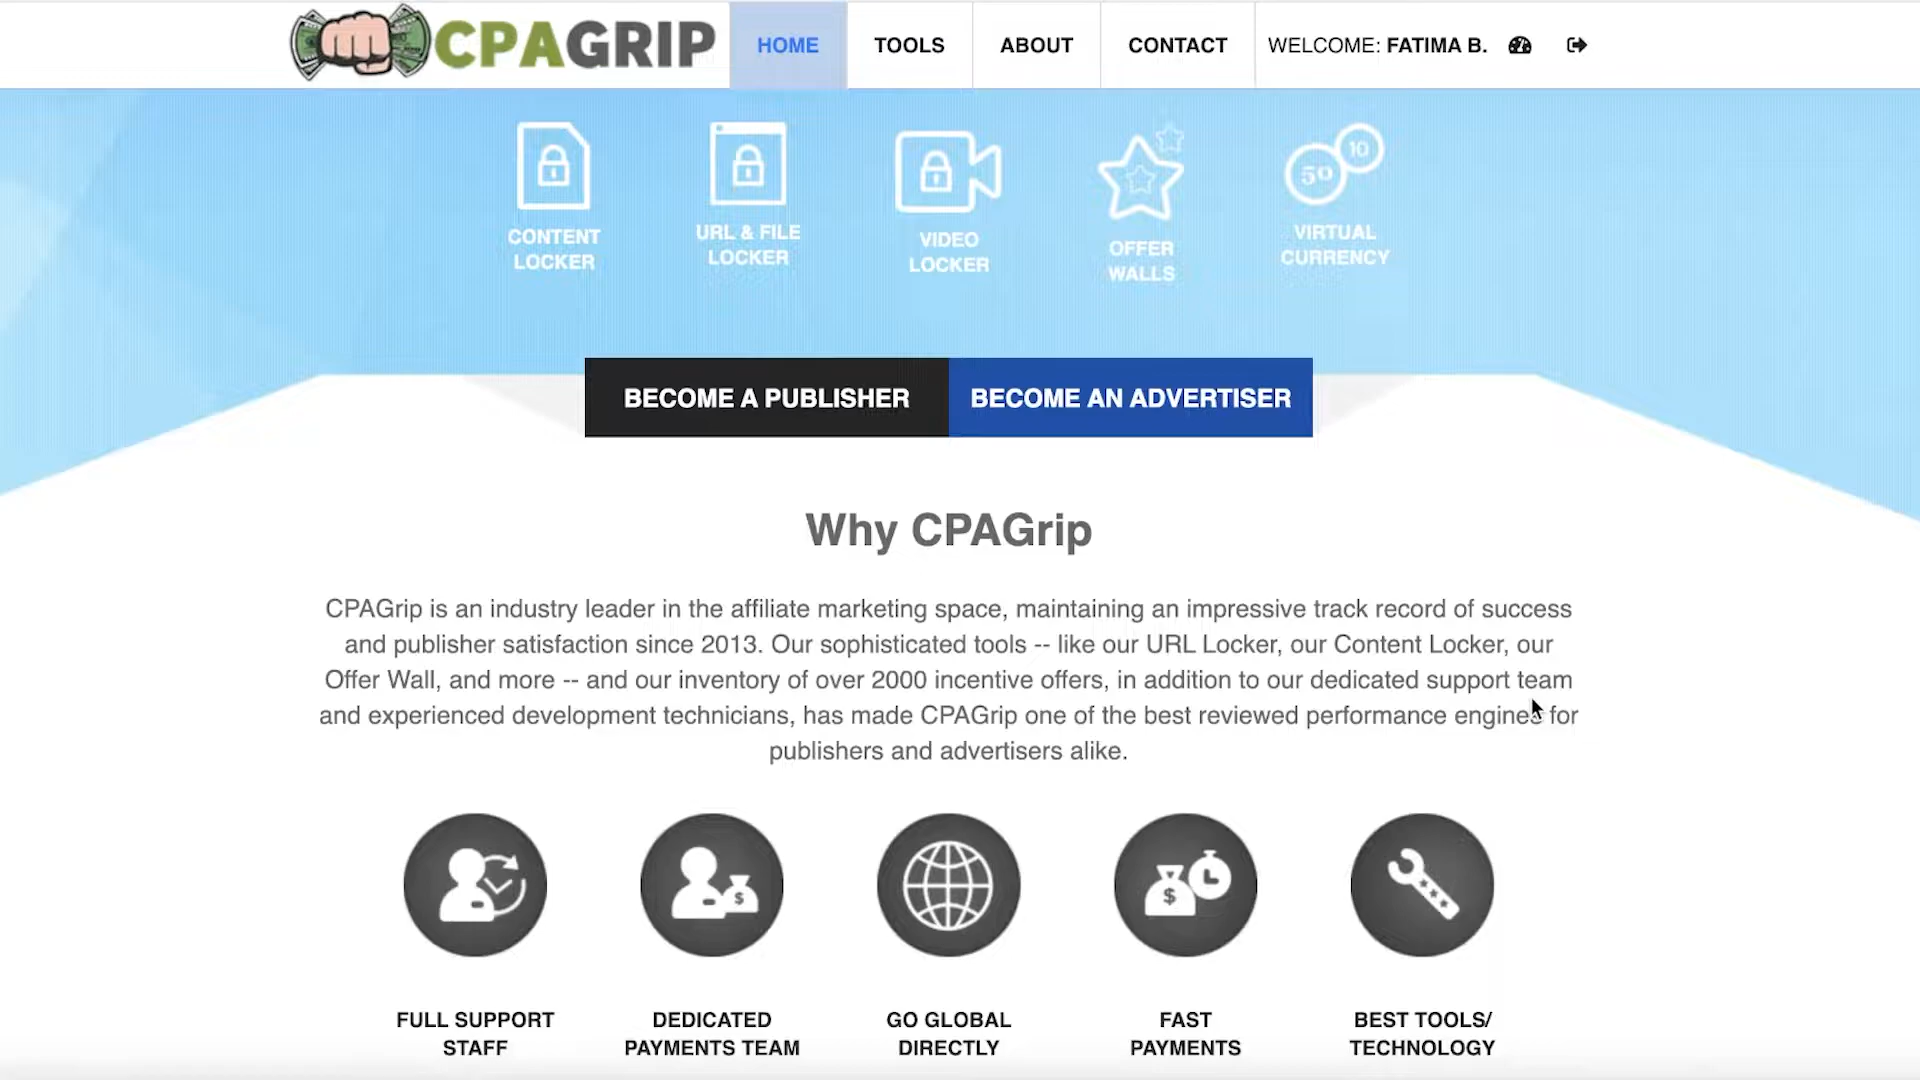 CPAGRIP
HOME
TOOLS
ABOUT
CONTACT
WELCOME: FATIMA B.
CONTENT
LOCKER
URL & FILE
LOCKER
VIDEO
LOCKER
OFFER
WALLS
50
10
VIRTUAL
CURRENCY
BECOME A PUBLISHER
BECOME AN ADVERTISER
Why CPAGrip
CPAGrip is an industry leader in the affiliate marketing space, maintaining an impressive track record of success
and publisher satisfaction since 2013. Our sophisticated tools -- like our URL Locker, our Content Locker, our
Offer Wall, and more -- and our inventory of over 2000 incentive offers, in addition to our dedicated support team
and experienced development technicians, has made CPAGrip one of the best reviewed performance engines for
publishers and advertisers alike.
$
$
FULL SUPPORT
STAFF
DEDICATED
PAYMENTS TEAM
GO GLOBAL
DIRECTLY
FAST
PAYMENTS
BEST TOOLS/
TECHNOLOGY